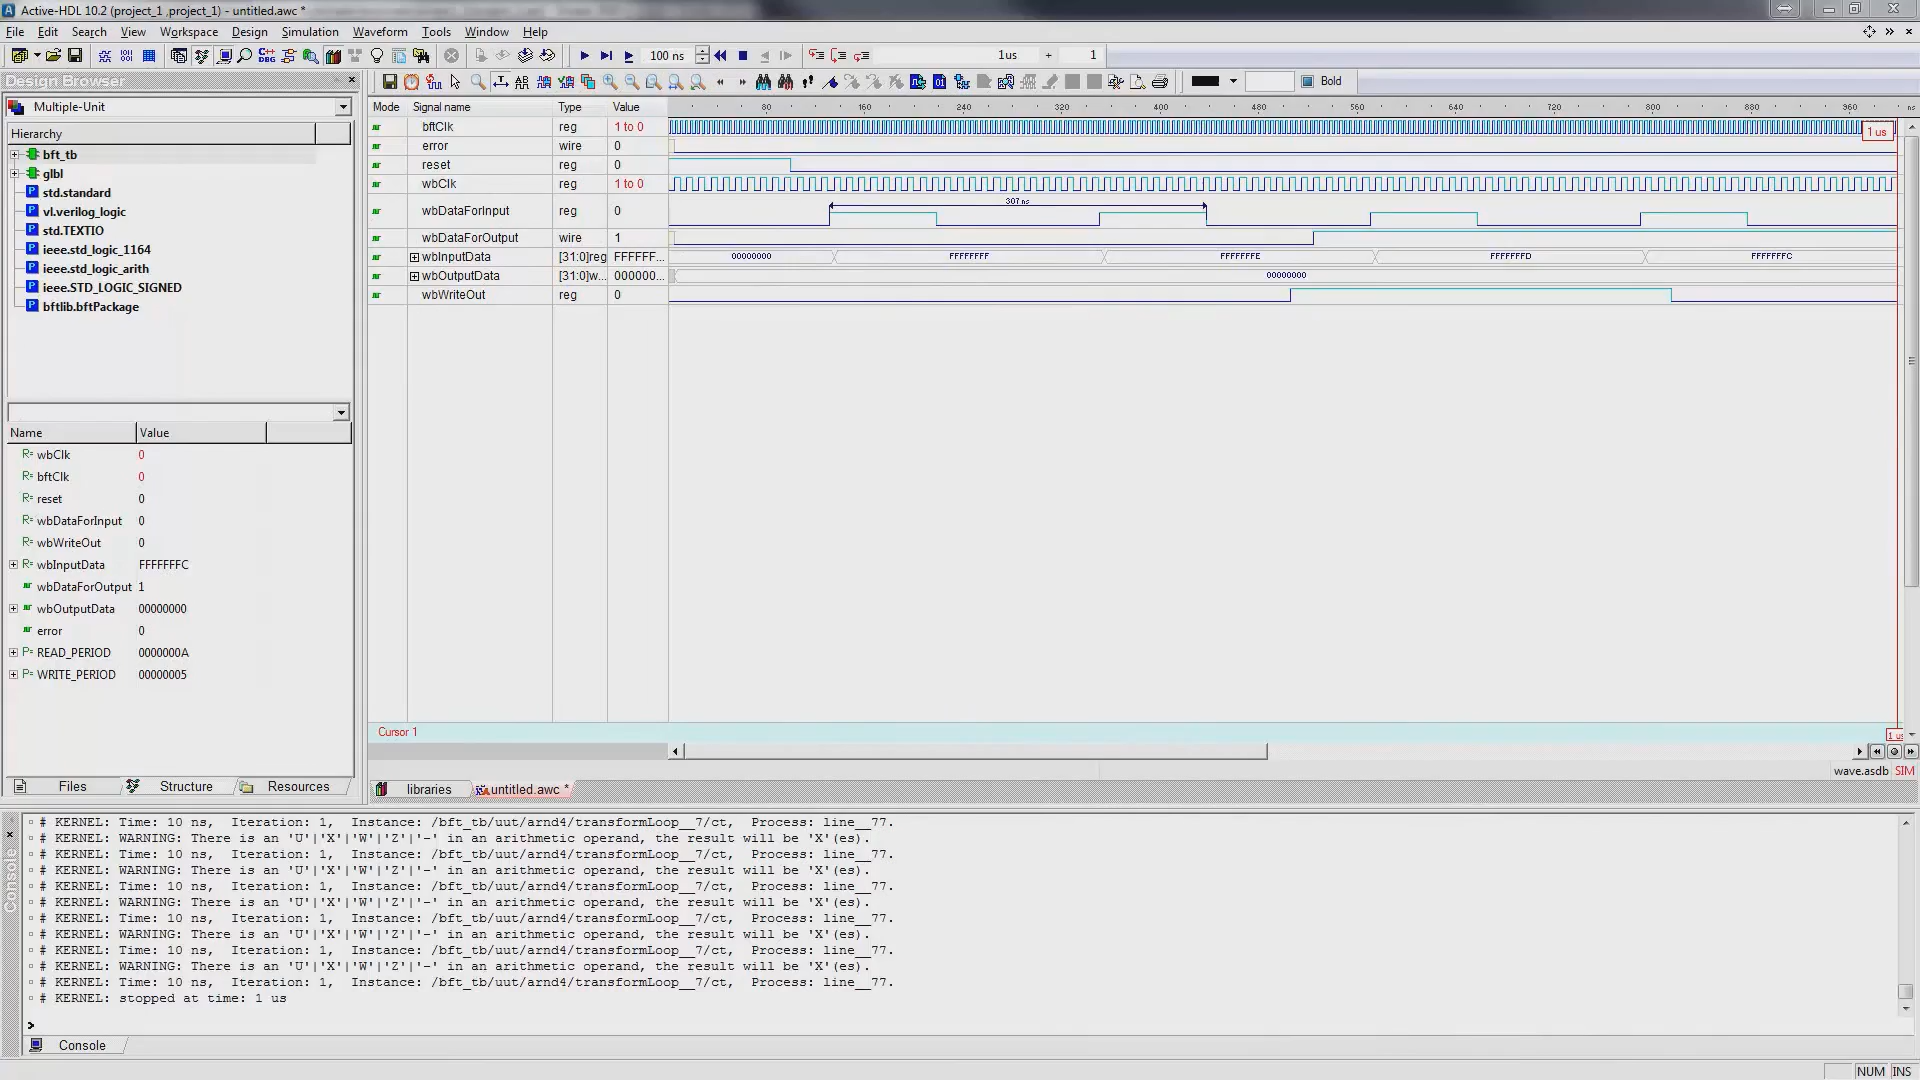 Active-HDL 10.2 (project_1 ,project_1) - untitled.awc *
File Edit Search View Workspace Design Simulation Waveform Tools Window Help
100 ns 1us + 1
Design Browser
Bold
Multiple-Unit
Hierarchy
bft_tb
glbl
std.standard
vl.verilog_logic
std.TEXTIO
ieee.std_logic_1164
ieee.std_logic_arith
ieee.STD_LOGIC_SIGNED
bftlib.bftPackage
Name Value
wbClk 0
bftClk 0
reset 0
wbDataForInput 0
wbWriteOut 0
wbInputData FFFFFFFC
wbDataForOutput 1
wbOutputData 00000000
error 0
READ_PERIOD 0000000A
WRITE_PERIOD 00000005
Files Structure Resources
Mode Signal name Type Value 80 160 240 320 400 480 560 640 720 800 880 960 ns
bftClk reg 1 to 0
1 us
error wire 0
reset reg 0
wbClk reg 1 to 0
307 ns
wbDataForInput reg 0
wbDataForOutput wire 1
wbInputData [31:0]reg FFFFFF... 00000000 FFFFFFFF FFFFFFFE FFFFFFFD FFFFFFFC
wbOutputData [31:0]w... 000000... 00000000
wbWriteOut reg 0
Cursor 1 1 us
wave.asdb SIM
libraries untitled.awc *
# KERNEL: Time: 10 ns, Iteration: 1, Instance: /bft_tb/uut/arnd4/transformLoop__7/ct, Process: line__77.
# KERNEL: WARNING: There is an 'U'|'X'|'W'|'Z'|'-' in an arithmetic operand, the result will be 'X'(es).
# KERNEL: Time: 10 ns, Iteration: 1, Instance: /bft_tb/uut/arnd4/transformLoop__7/ct, Process: line__77.
# KERNEL: WARNING: There is an 'U'|'X'|'W'|'Z'|'-' in an arithmetic operand, the result will be 'X'(es).
# KERNEL: Time: 10 ns, Iteration: 1, Instance: /bft_tb/uut/arnd4/transformLoop__7/ct, Process: line__77.
# KERNEL: WARNING: There is an 'U'|'X'|'W'|'Z'|'-' in an arithmetic operand, the result will be 'X'(es).
# KERNEL: Time: 10 ns, Iteration: 1, Instance: /bft_tb/uut/arnd4/transformLoop__7/ct, Process: line__77.
# KERNEL: WARNING: There is an 'U'|'X'|'W'|'Z'|'-' in an arithmetic operand, the result will be 'X'(es).
# KERNEL: Time: 10 ns, Iteration: 1, Instance: /bft_tb/uut/arnd4/transformLoop__7/ct, Process: line__77.
# KERNEL: WARNING: There is an 'U'|'X'|'W'|'Z'|'-' in an arithmetic operand, the result will be 'X'(es).
# KERNEL: Time: 10 ns, Iteration: 1, Instance: /bft_tb/uut/arnd4/transformLoop__7/ct, Process: line__77.
# KERNEL: stopped at time: 1 us
>
Console
Console
NUM INS